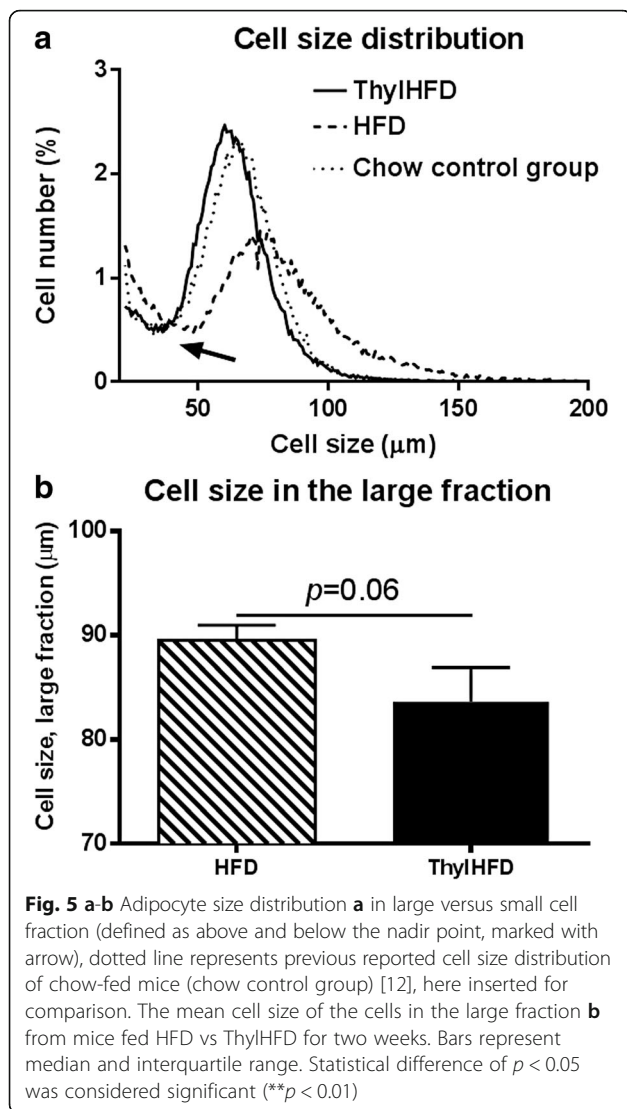 a
Cell size distribution
3
2
1
0
Cell number (%)
ThylHFD
HFD
Chow control group
50 100 150 200
Cell size (μm)
b
Cell size in the large fraction
100
90
80
70
Cell size, large fraction (μm)
p=0.06
HFD ThylHFD
Fig. 5 a-b Adipocyte size distribution a in large versus small cell
fraction (defined as above and below the nadir point, marked with
arrow), dotted line represents previous reported cell size distribution
of chow-fed mice (chow control group) [12], here inserted for
comparison. The mean cell size of the cells in the large fraction b
from mice fed HFD vs ThylHFD for two weeks. Bars represent
median and interquartile range. Statistical difference of p < 0.05
was considered significant (**p < 0.01)